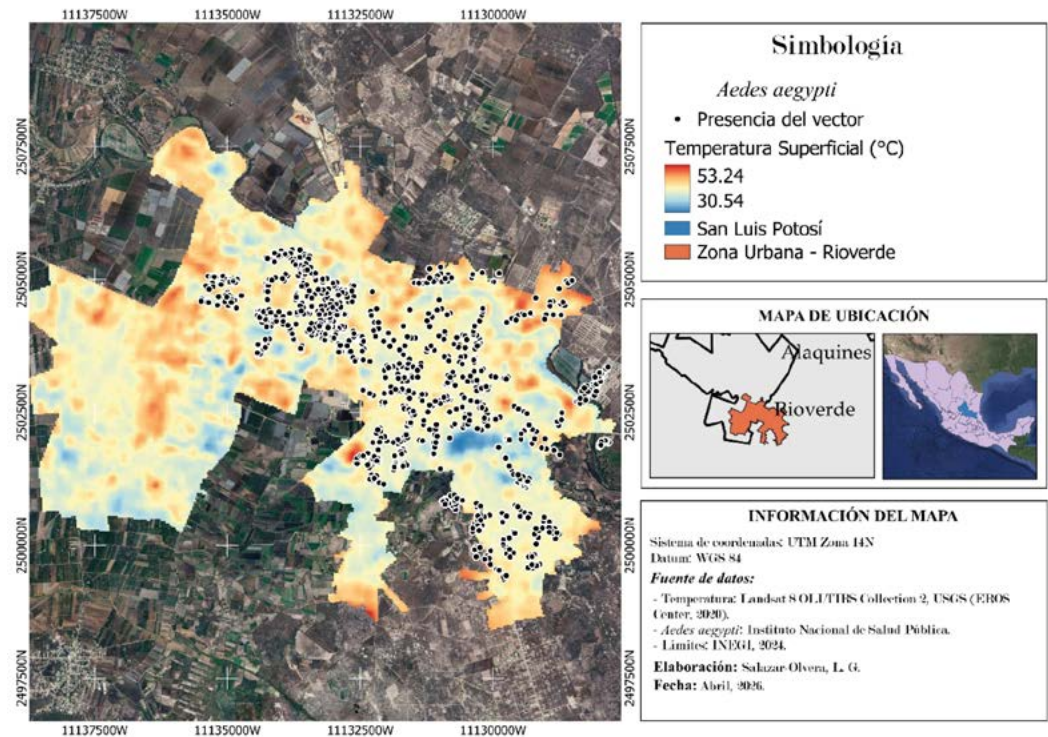 11137500W 11135000W 11132500W 11130000W
2507500N
2505000N
2502500N
2500000N
2497500N
2507500N
2505000N
2502500N
2500000N
2497500N
11137500W 11135000W 11132500W 11130000W
Simbología
Aedes aegypti
Presencia del vector
Temperatura Superficial (°C)
53.24
30.54
San Luis Potosí
Zona Urbana - Rioverde
MAPA DE UBICACIÓN
Alaquines
Rioverde
INFORMACIÓN DEL MAPA
Sistema de coordenadas: UTM Zona 14N
Datum: WGS 84
Fuente de datos:
- Temperatura: Landsat 8 OLI/TIRS Collection 2, USGS (EROS
Center, 2020).
- Aedes aegypti: Instituto Nacional de Salud Pública.
- Límites: INEGI, 2024.
Elaboración: Salazar-Olvera, L. G.
Fecha: Abril, 2026.